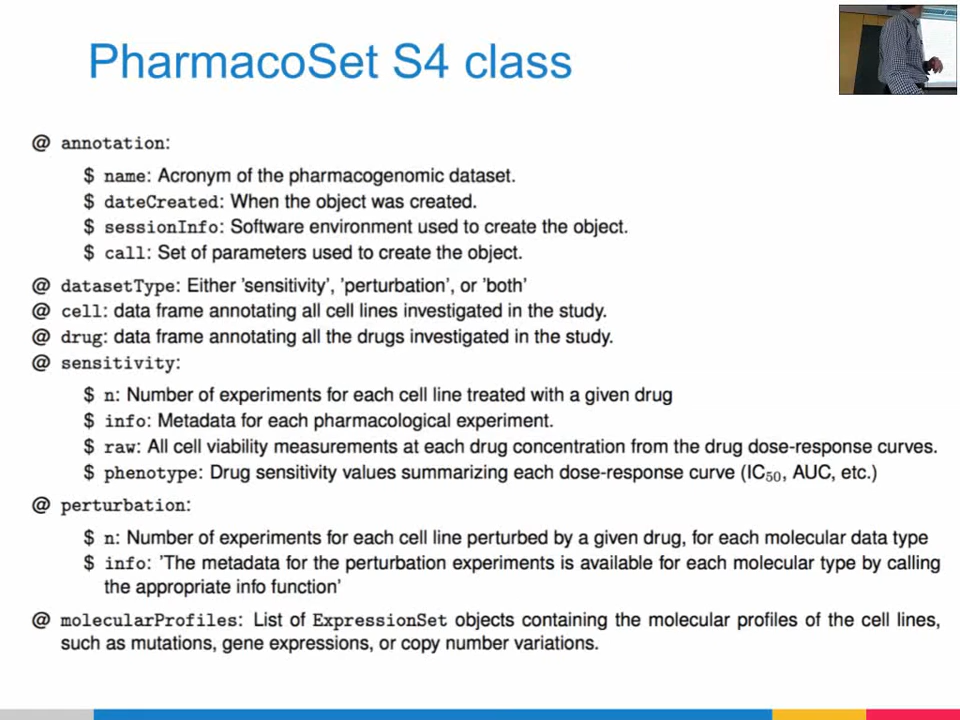 PharmacoSet S4 class
@ annotation:
$ name: Acronym of the pharmacogenomic dataset.
$ dateCreated: When the object was created.
$ sessionInfo: Software environment used to create the object.
$ call: Set of parameters used to create the object.
@ datasetType: Either 'sensitivity', 'perturbation', or 'both'
@ cell: data frame annotating all cell lines investigated in the study.
@ drug: data frame annotating all the drugs investigated in the study.
@ sensitivity:
$ n: Number of experiments for each cell line treated with a given drug
$ info: Metadata for each pharmacological experiment.
$ raw: All cell viability measurements at each drug concentration from the drug dose-response curves.
$ phenotype: Drug sensitivity values summarizing each dose-response curve (IC₅₀, AUC, etc.)
@ perturbation:
$ n: Number of experiments for each cell line perturbed by a given drug, for each molecular data type
$ info: 'The metadata for the perturbation experiments is available for each molecular type by calling
the appropriate info function'
@ molecularProfiles: List of ExpressionSet objects containing the molecular profiles of the cell lines,
such as mutations, gene expressions, or copy number variations.